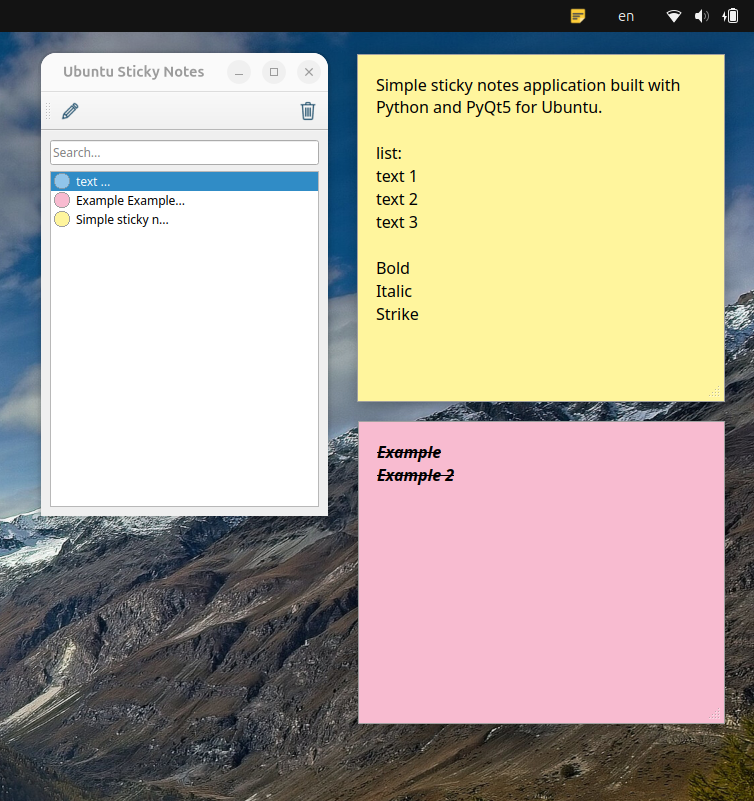 en
Ubuntu Sticky Notes
Search...
text ...
Example Example...
Simple sticky n...
Simple sticky notes application built with
Python and PyQt5 for Ubuntu.
list:
text 1
text 2
text 3
Bold
Italic
Strike
Example
Example 2